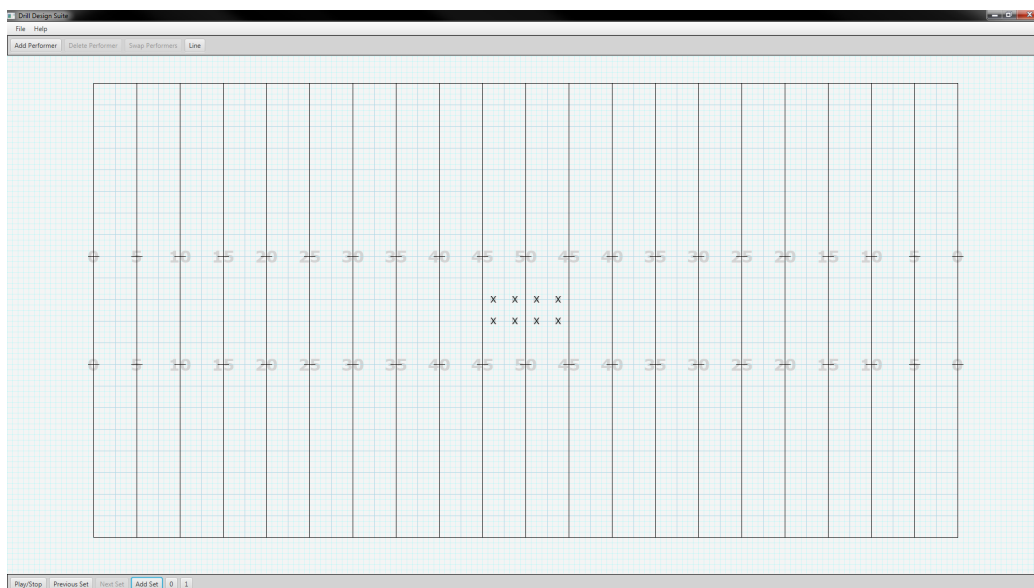 Drill Design Suite
File Help
Add Performer Delete Performer Swap Performers Line
0 5 10 15 20 25 30 35 40 45 50 45 40 35 30 25 20 15 10 5 0
X X X X
X X X X
0 5 10 15 20 25 30 35 40 45 50 45 40 35 30 25 20 15 10 5 0
Play/Stop Previous Set Next Set Add Set 0 1